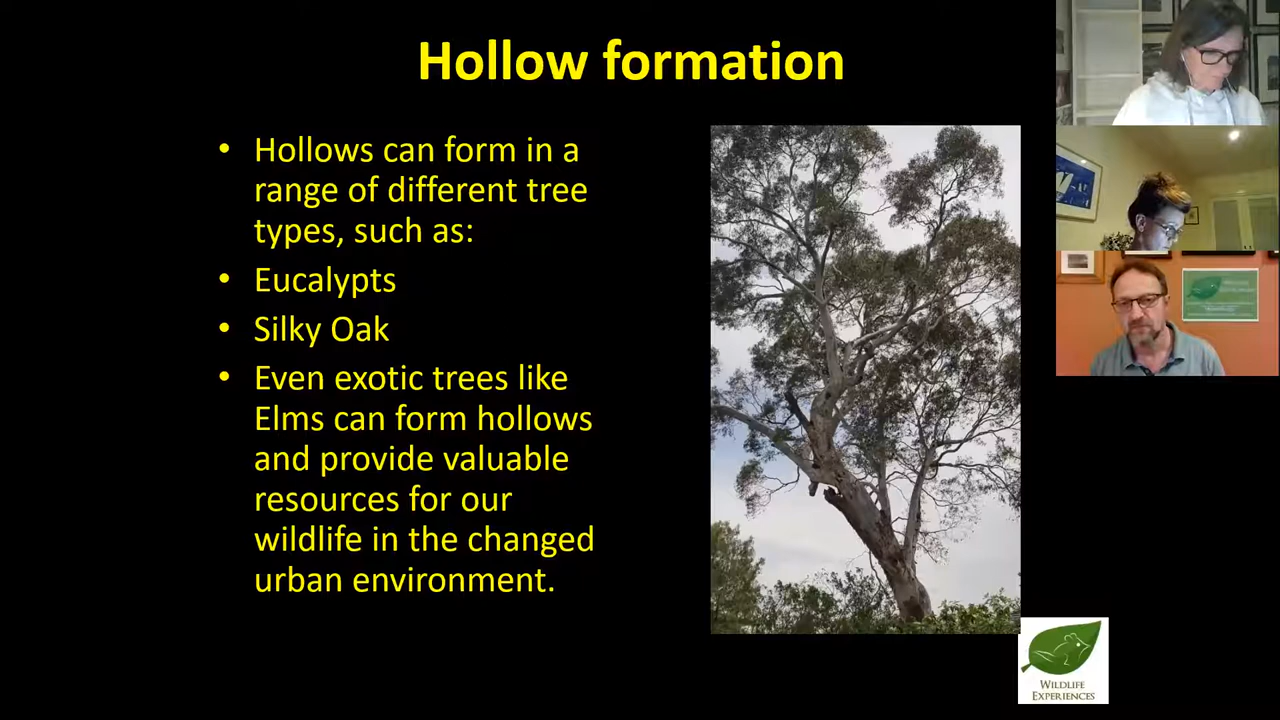 Hollow formation
• Hollows can form in a
range of different tree
types, such as:
• Eucalypts
• Silky Oak
• Even exotic trees like
Elms can form hollows
and provide valuable
resources for our
wildlife in the changed
urban environment.
WILDLIFE
EXPERIENCES